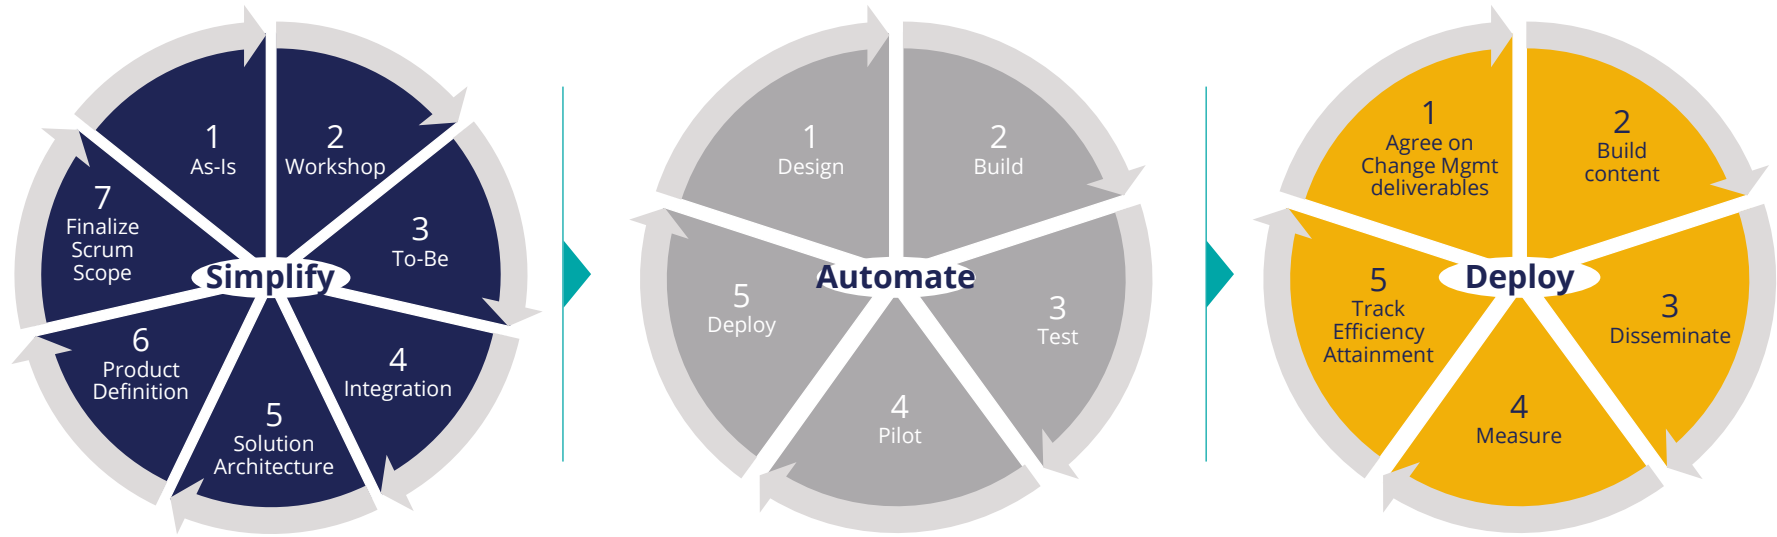 1
As-Is
2
Workshop
3
To-Be
4
Integration
5
Solution
Architecture
6
Product
Definition
7
Finalize
Scrum
Scope
Simplify
1
Design
2
Build
3
Test
4
Pilot
5
Deploy
Automate
1
Agree on
Change Mgmt
deliverables
2
Build
content
3
Disseminate
4
Measure
5
Track
Efficiency
Attainment
Deploy